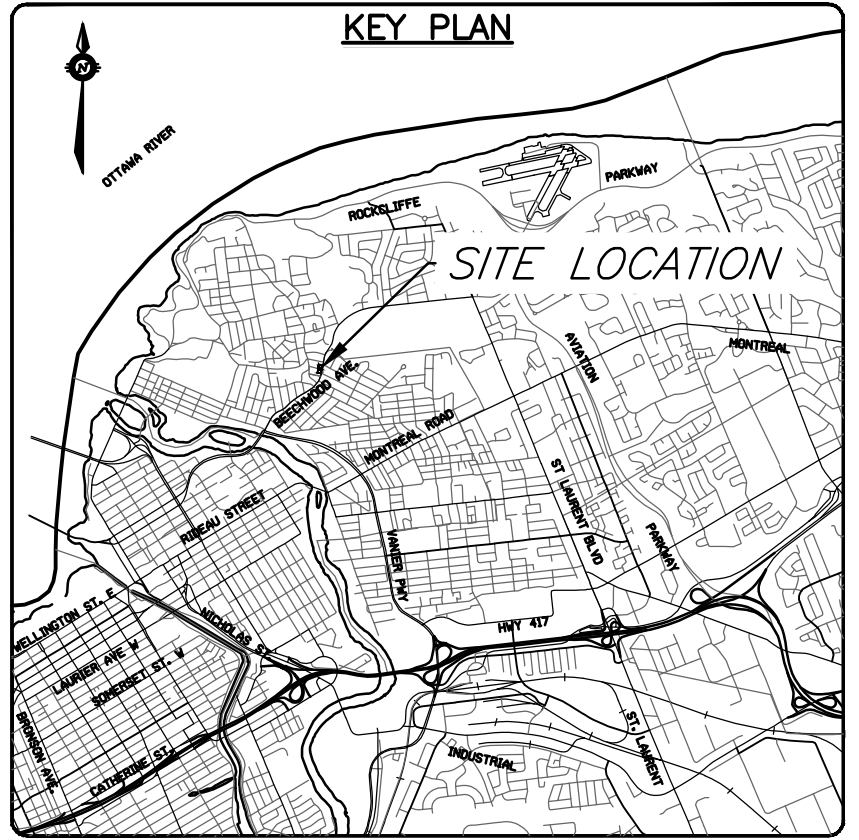 KEY PLAN
N
OTTAWA RIVER
PARKWAY
ROCKCLIFFE
SITE LOCATION
AVIATION
MONTREAL
BEECHWOOD AVE.
MONTREAL ROAD
ST LAURENT BLVD
RIDEAU STREET
VANIER PWY
PARKWAY
WELLINGTON ST. E
NICHOLAS S
HWY 417
LAURIER AVE W
SOMERSET ST. W
BRONSON AVE.
CATHERINE ST.
ST. LAURENT
INDUSTRIAL